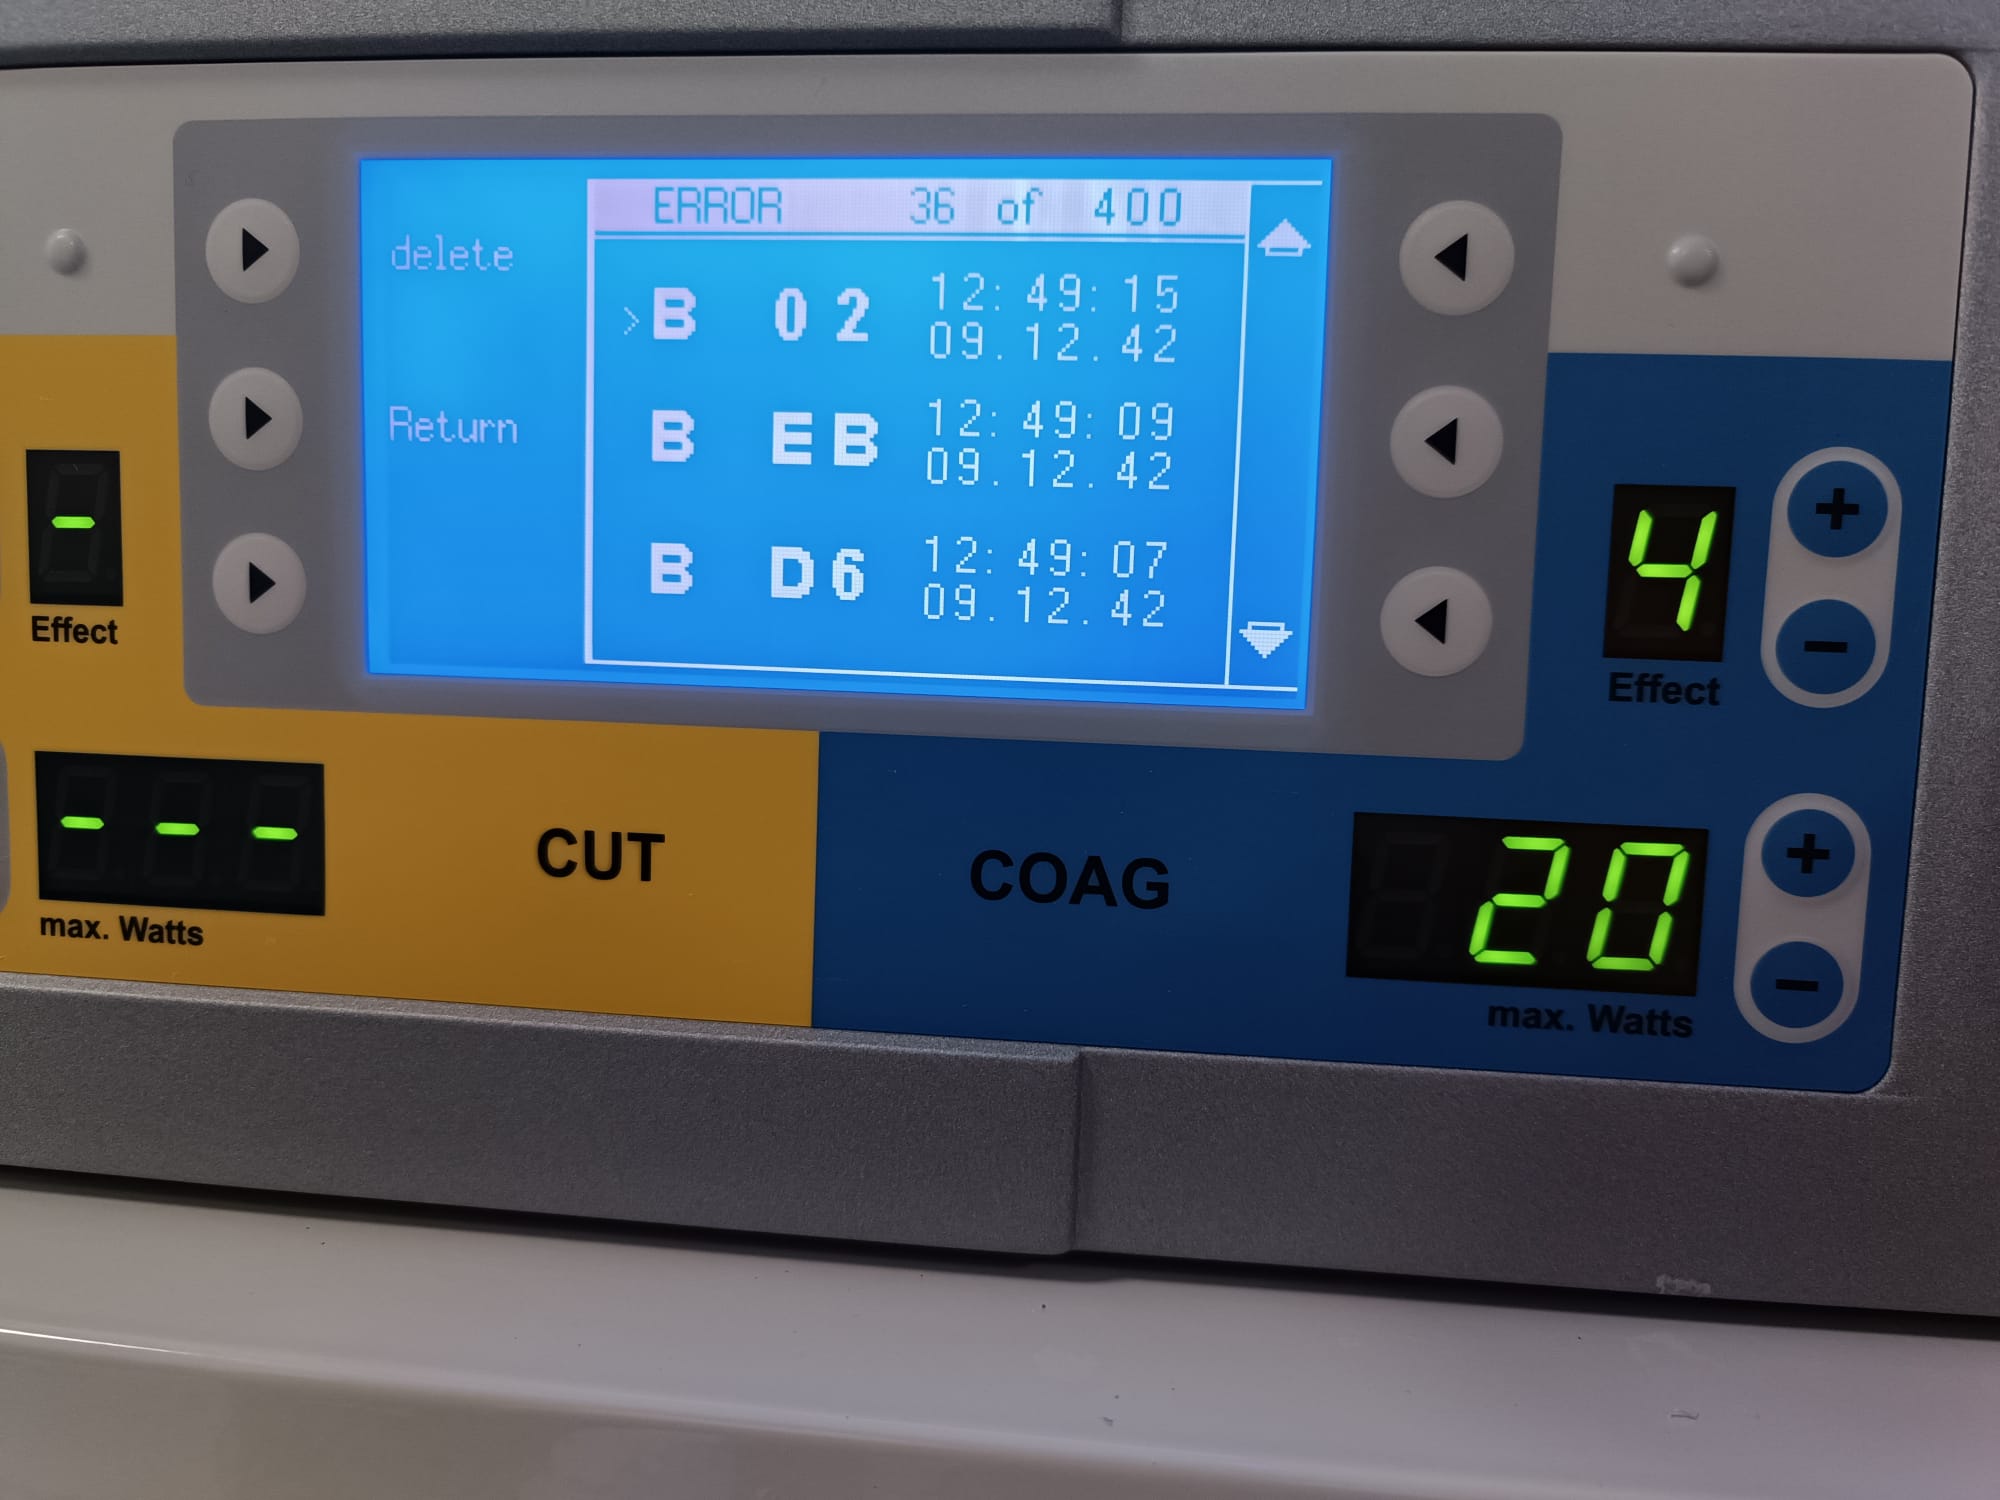 ERROR 36 of 400
delete
> B 02 12:49:15
09.12.42
Return
B EB 12:49:09
09.12.42
B D6 12:49:07
09.12.42
-
Effect
4
+
-
Effect
---
max. Watts
CUT
COAG
20
+
-
max. Watts